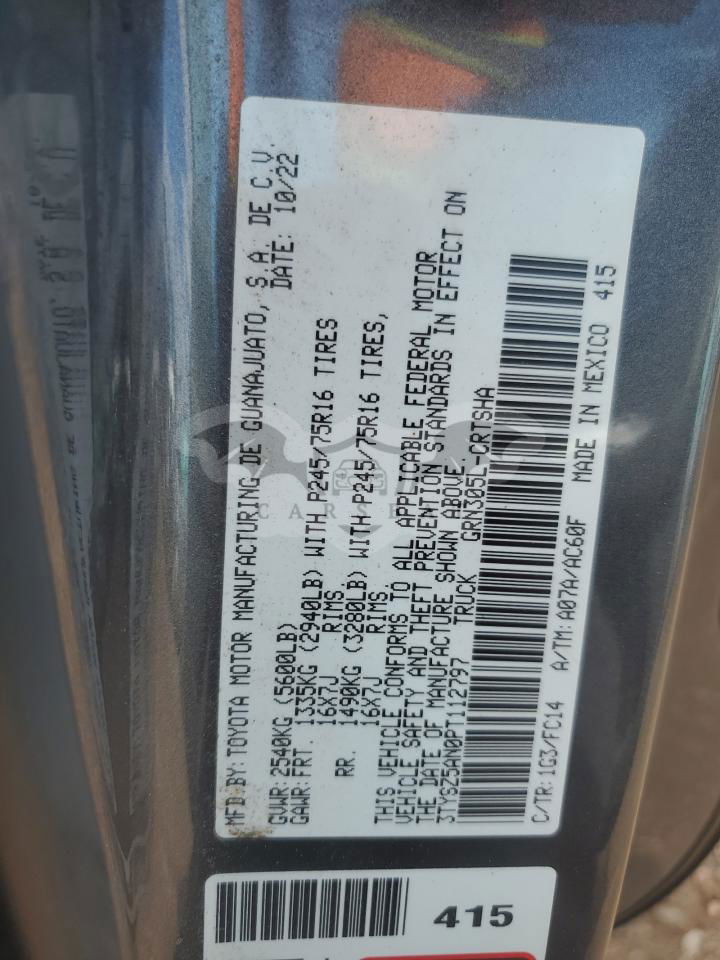 MFD BY: TOYOTA MOTOR MANUFACTURING DE GUANAJUATO, S.A. DE C.V.
DATE: 10/22
GVWR: 2540KG (5600LB)
GAWR: FRT. 1335KG (2940LB) WITH P245/75R16 TIRES
16X7J RIMS
RR. 1490KG (3280LB) WITH P245/75R16 TIRES,
16X7J RIMS.
THIS VEHICLE CONFORMS TO ALL APPLICABLE FEDERAL MOTOR
VEHICLE SAFETY AND THEFT PREVENTION STANDARDS IN EFFECT ON
THE DATE OF MANUFACTURE SHOWN ABOVE.
3TYSZ5AN0PT112797 TRUCK GRN305L-CRTSHA
C/TR: 1G3/FC14 A/TM: A07A/AC60F MADE IN MEXICO 415
415